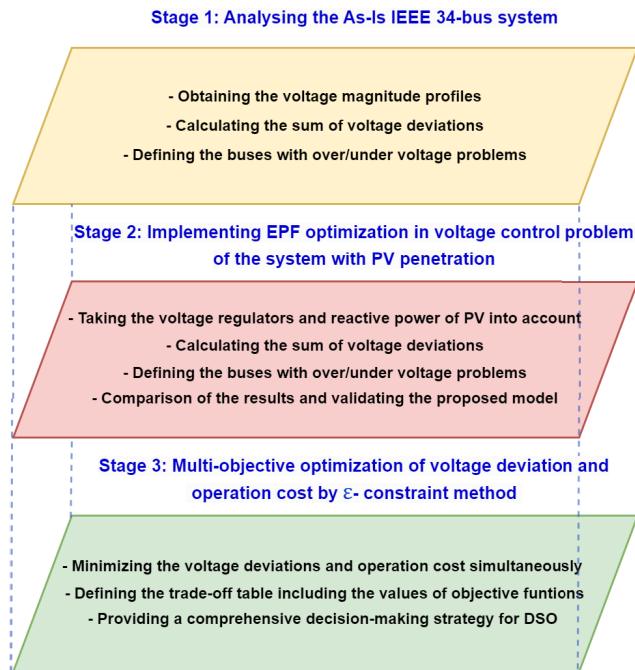 Stage 1: Analysing the As-Is IEEE 34-bus system
- Obtaining the voltage magnitude profiles
- Calculating the sum of voltage deviations
- Defining the buses with over/under voltage problems
Stage 2: Implementing EPF optimization in voltage control problem
of the system with PV penetration
- Taking the voltage regulators and reactive power of PV into account
- Calculating the sum of voltage deviations
- Defining the buses with over/under voltage problems
- Comparison of the results and validating the proposed model
Stage 3: Multi-objective optimization of voltage deviation and
operation cost by ε- constraint method
- Minimizing the voltage deviations and operation cost simultaneously
- Defining the trade-off table including the values of objective funtions
- Providing a comprehensive decision-making strategy for DSO